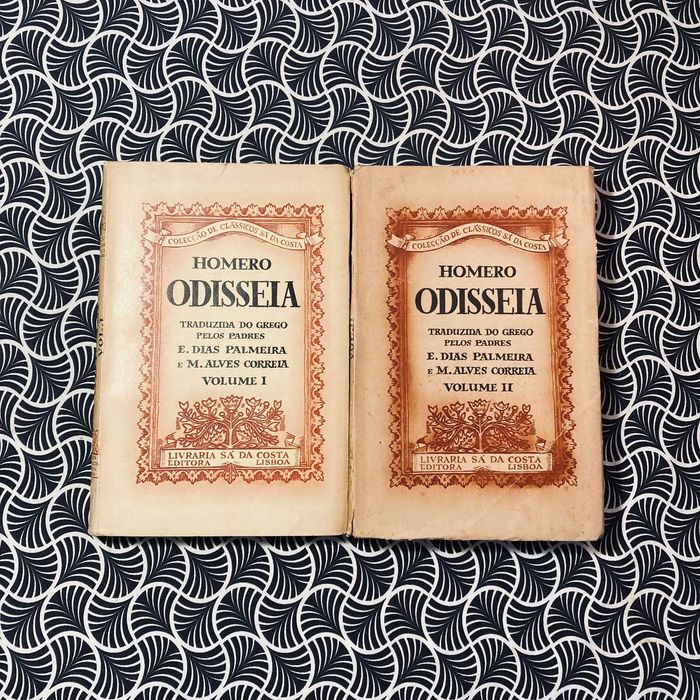 COLECÇÃO DE CLÁSSICOS SÁ DA COSTA
HOMERO
ODISSEIA
TRADUZIDA DO GREGO
PELOS PADRES
E. DIAS PALMEIRA
E M. ALVES CORREIA
VOLUME I
LIVRARIA SÁ DA COSTA
EDITORA LISBOA
VOL. I
COLECÇÃO DE CLÁSSICOS SÁ DA COSTA
HOMERO
ODISSEIA
TRADUZIDA DO GREGO
PELOS PADRES
E. DIAS PALMEIRA
E M. ALVES CORREIA
VOLUME II
LIVRARIA SÁ DA COSTA
EDITORA LISBOA